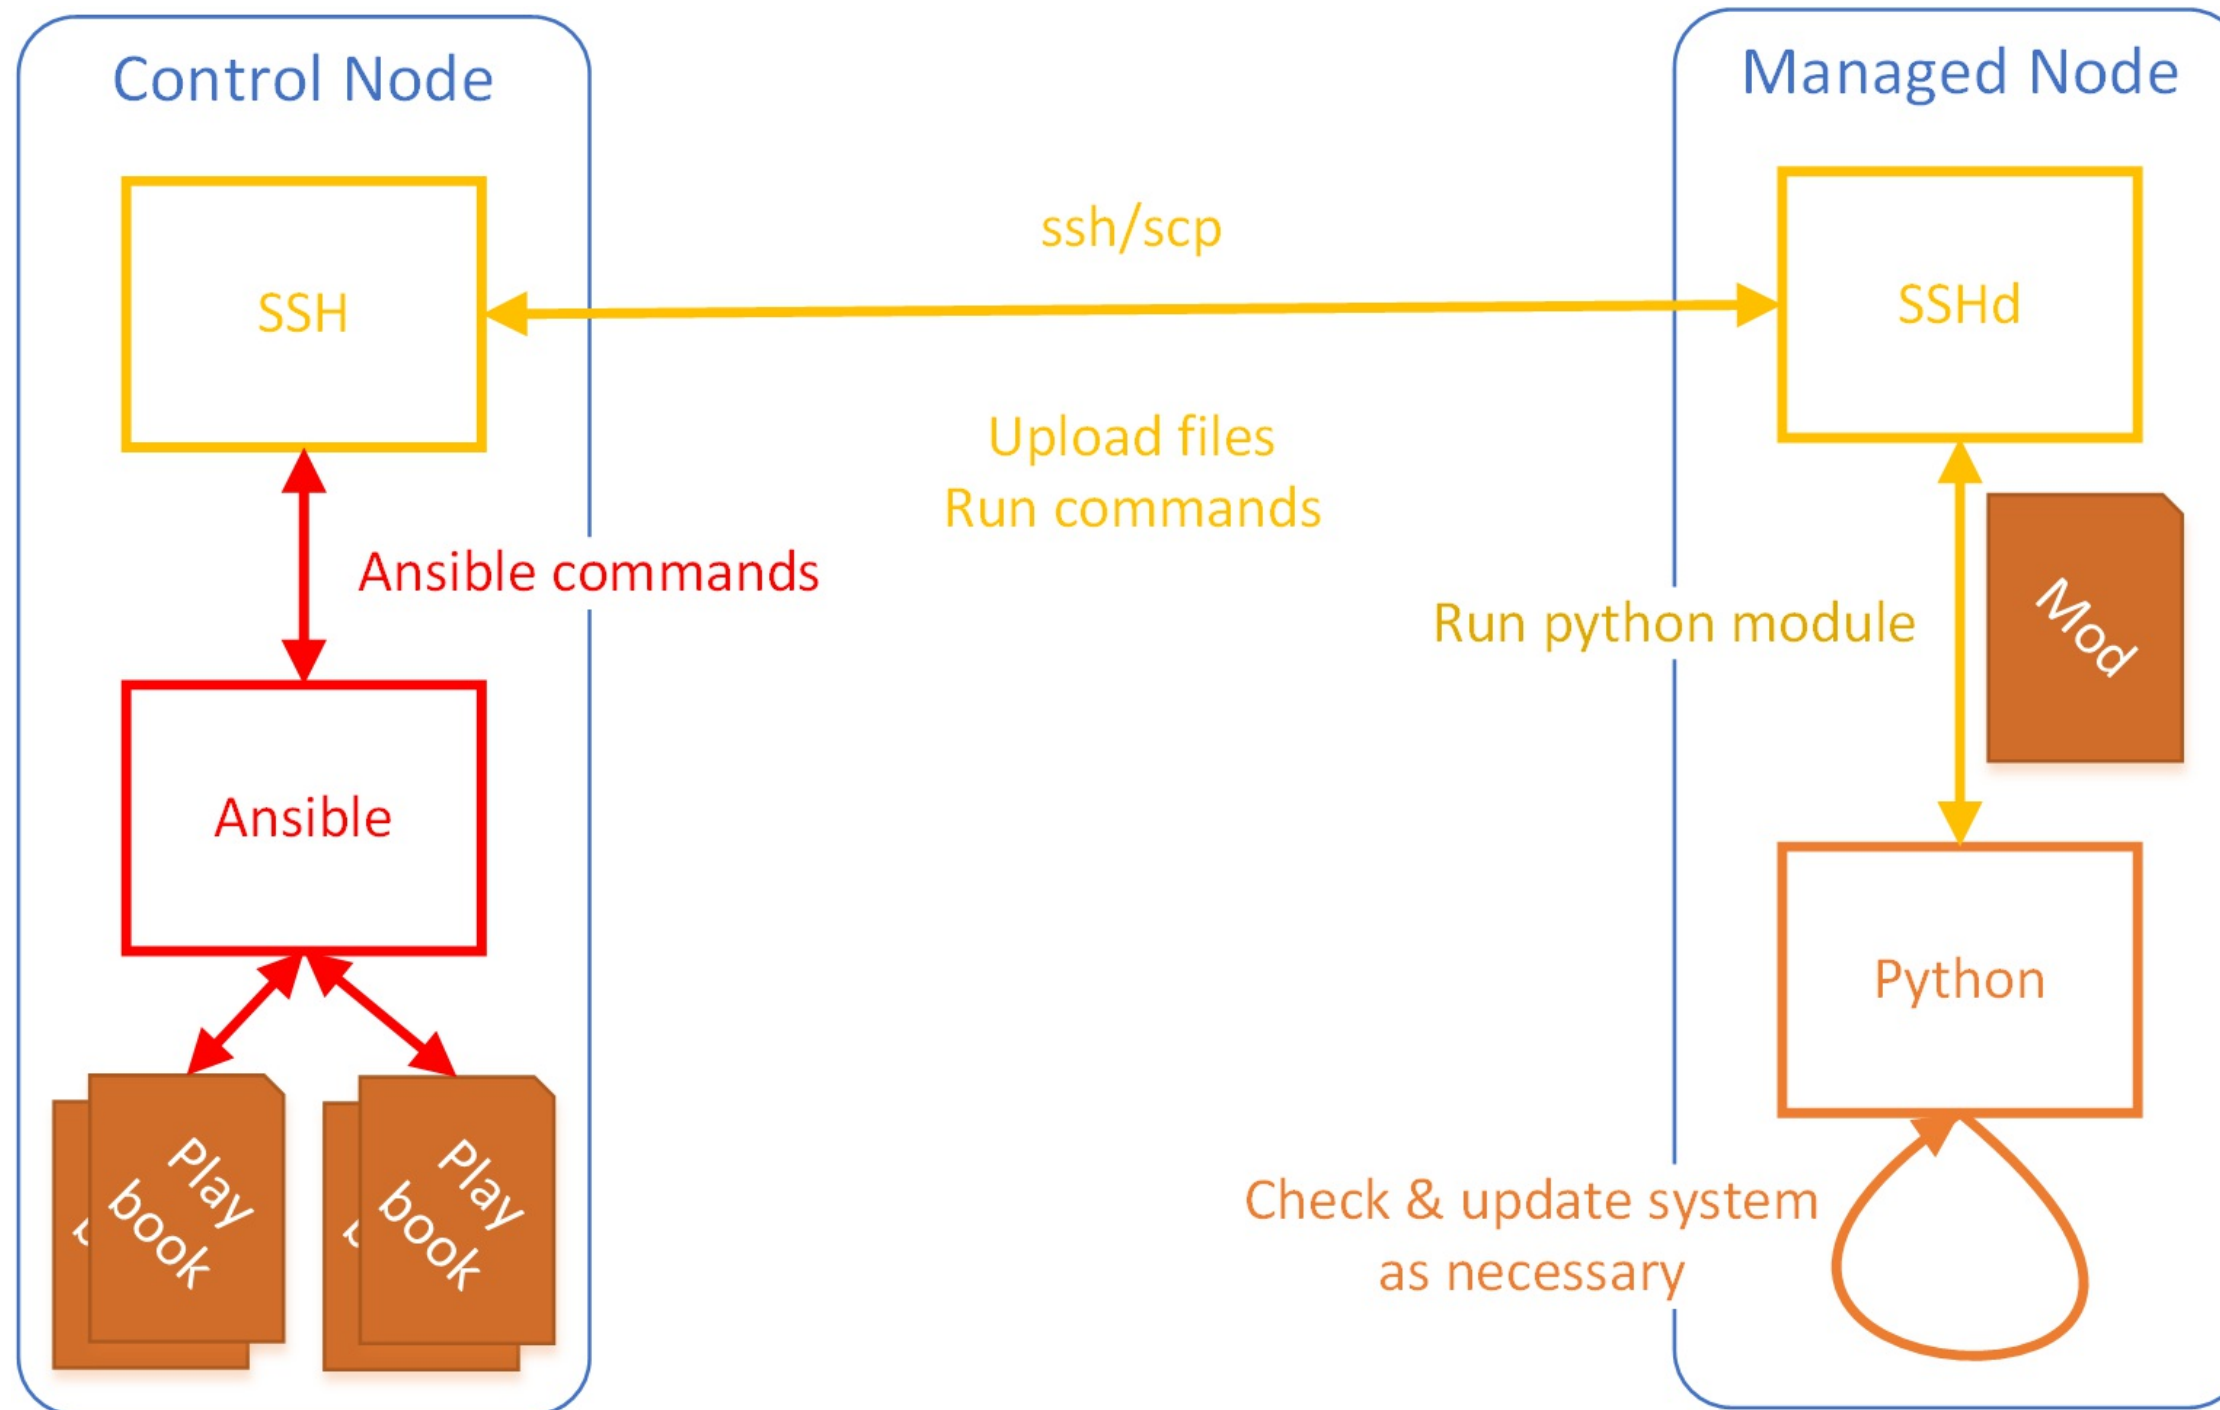 Control Node
Managed Node
SSH
ssh/scp
SSHd
Upload files
Run commands
Ansible commands
Run python module
Mod
Ansible
Python
Play
book
Play
book
Check & update system
as necessary